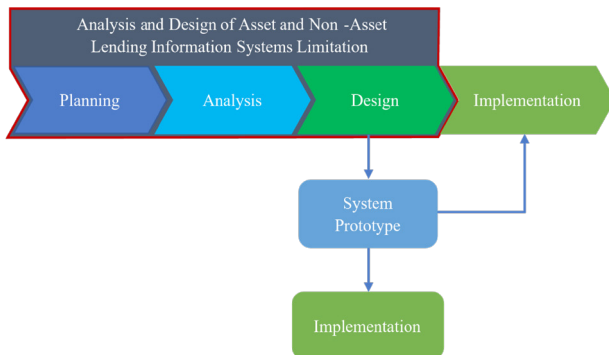 Analysis and Design of Asset and Non -Asset
Lending Information Systems Limitation
Planning
Analysis
Design
Implementation
System
Prototype
Implementation